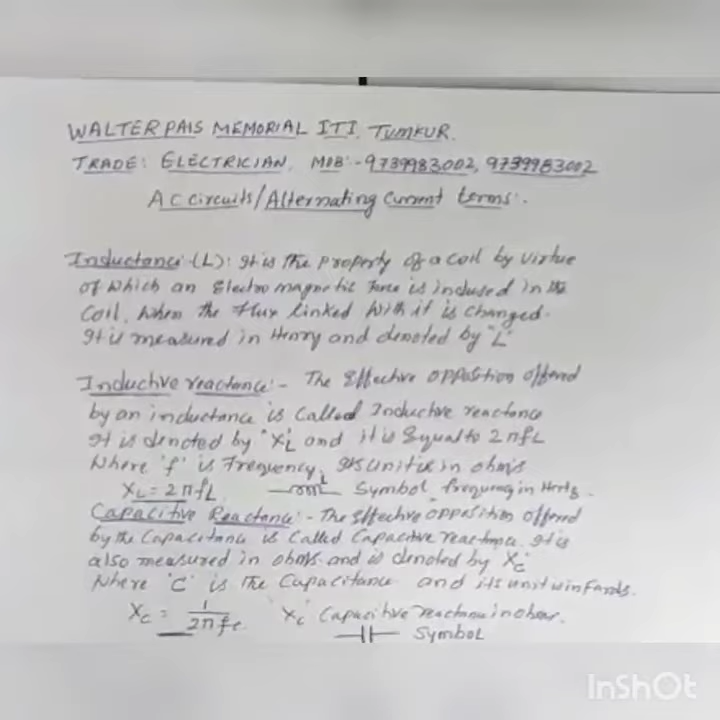 WALTER PAIS MEMORIAL ITI, TUMKUR.
TRADE: ELECTRICIAN, MOB:-9739983002, 9739983002
AC Circuits/Alternating Current terms:-
Inductance (L): It is the property of a coil by virtue
of which an Electro magnetic Force is induced in the
Coil, when the flux linked with it is changed.
It is measured in Henry and denoted by "L"
Inductive reactance:- The Effective opposition offered
by an inductance is Called Inductive reactance
It is denoted by "XL and it is Equal to 2πfL
Where 'f' is Frequency, its unit is in ohm's
XL = 2πfL L Symbol frequency in Hertz.
Capacitive Reactance:- The Effective opposition offered
by the Capacitance is Called Capacitive reactance. It is
also measured in ohms and is denoted by Xc
Where 'C' is the Capacitance and its unit is in Farads.
Xc = 1/2πfc 'Xc' Capacitive reactance in ohms.
Symbol
InShOt